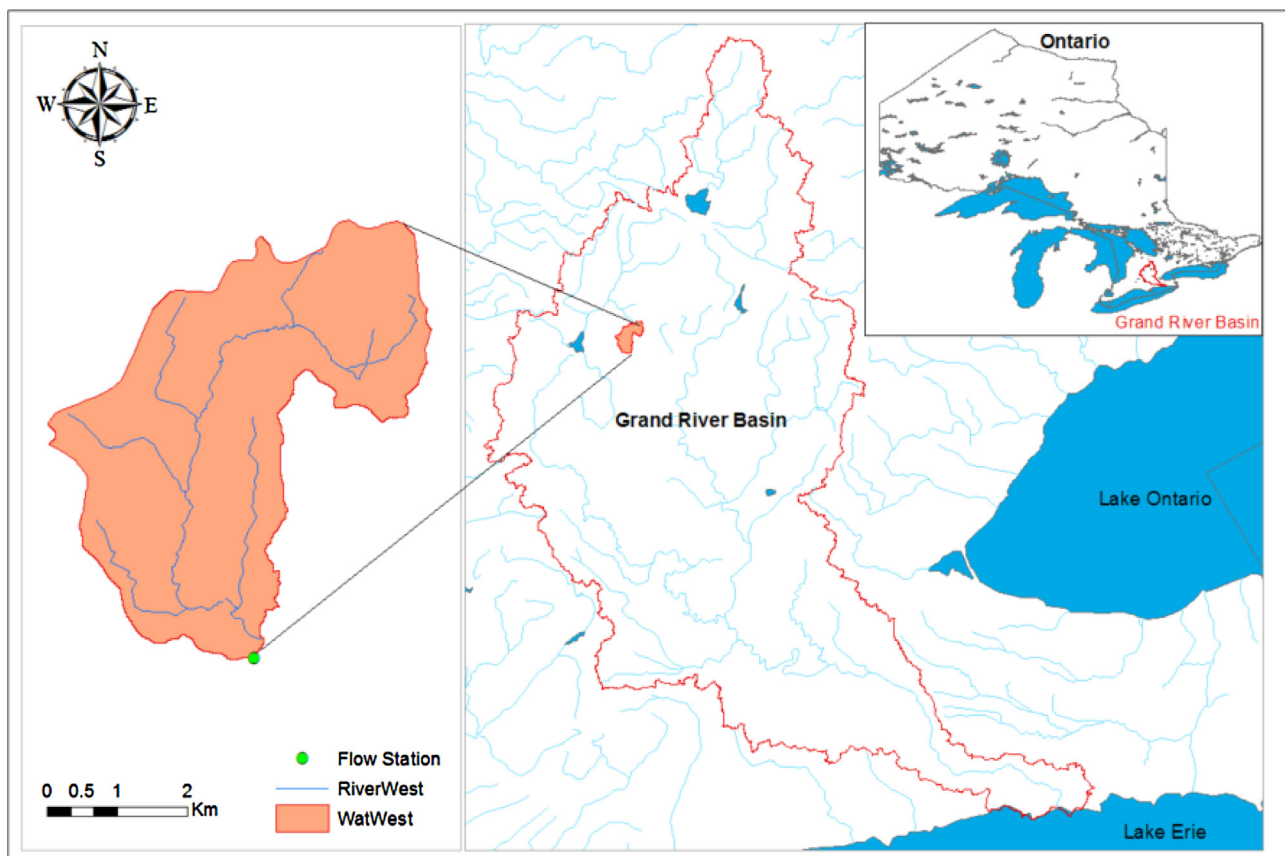 N
W E
S
Flow Station
RiverWest
WatWest
0 0.5 1 2
Km
Grand River Basin
Lake Ontario
Lake Erie
Ontario
Grand River Basin